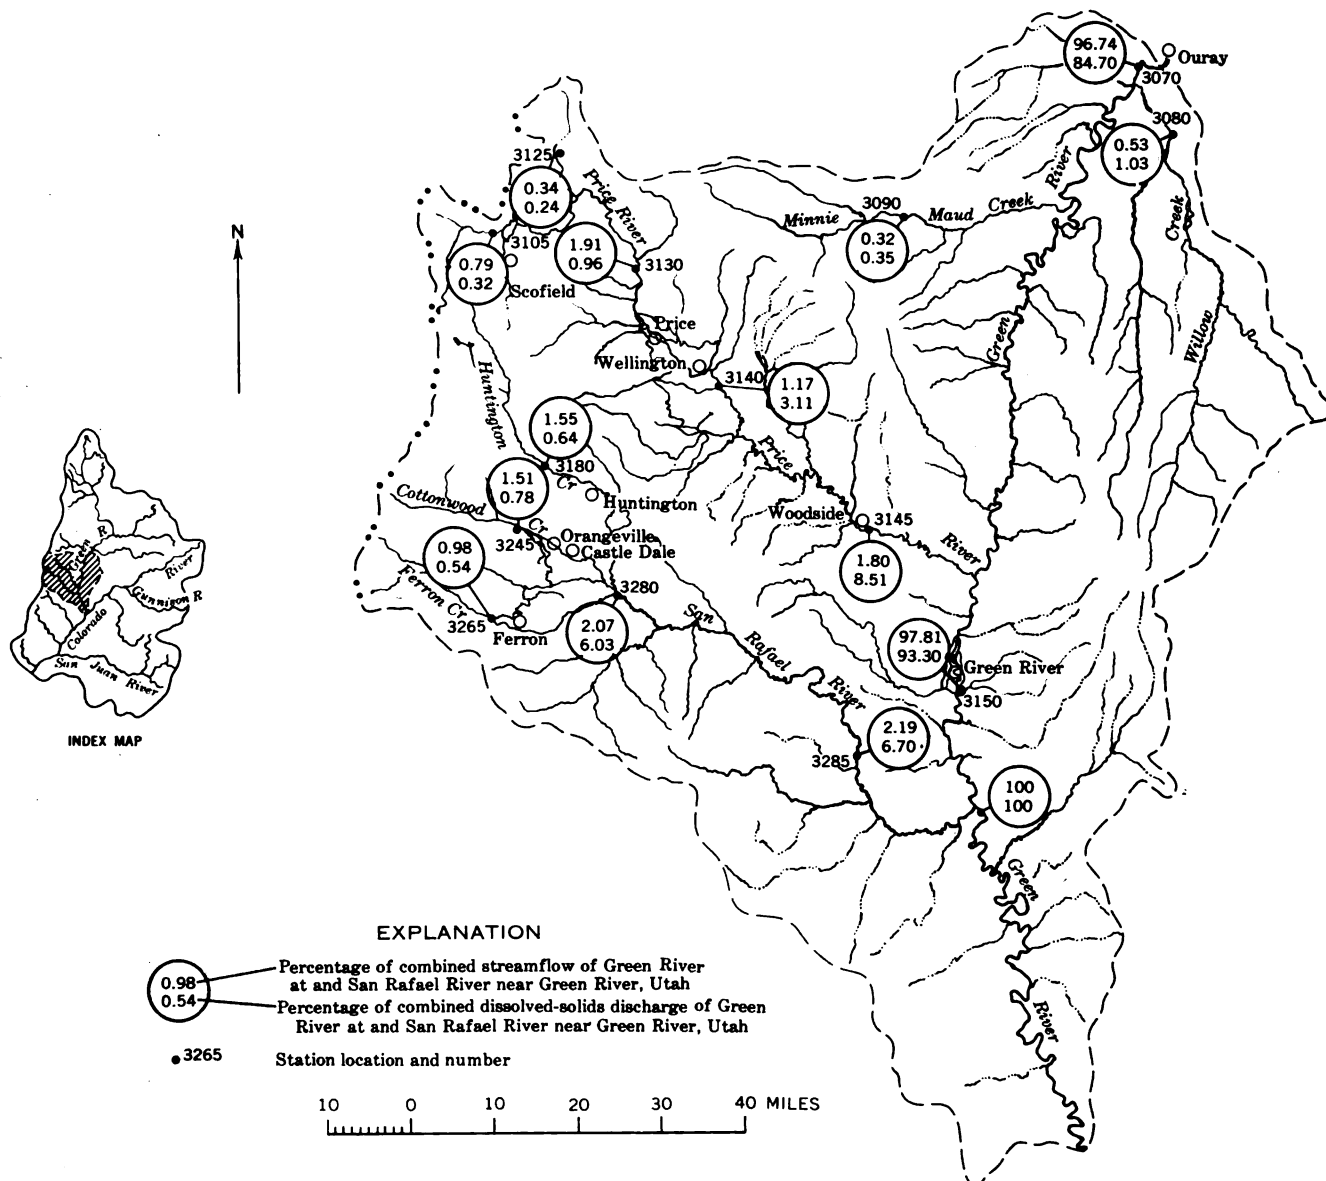 96.74
84.70
Ouray
3070
3080
0.53
1.03
3125
0.34
0.24
Price River
River
3090
Minnie Maud Creek
0.32
0.35
Creek
N
3105
1.91
0.96
3130
0.79
0.32
Scofield
Price
Green
Willow
Wellington
3140
1.17
3.11
Huntington
1.55
0.64
3180
Cr
1.51
0.78
Price
Huntington
Cottonwood
Cr
Woodside
3145
3245
Orangeville
Castle Dale
River
0.98
0.54
1.80
8.51
Ferron Cr
3280
San
3265
Ferron
2.07
6.03
Rafael
97.81
93.30
Green River
River
3150
2.19
6.70
3285
100
100
Green
River
Green R
River
Gunnison R
Colorado
San Juan River
INDEX MAP
EXPLANATION
0.98
0.54
Percentage of combined streamflow of Green River
at and San Rafael River near Green River, Utah
Percentage of combined dissolved-solids discharge of Green
River at and San Rafael River near Green River, Utah
3265
Station location and number
10 0 10 20 30 40 MILES